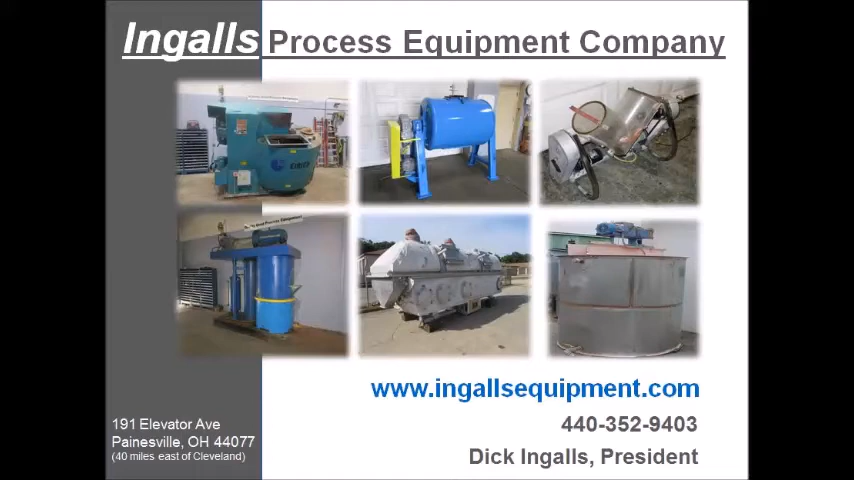 Ingalls Process Equipment Company
EIRICH
www.ingallsequipment.com
191 Elevator Ave
440-352-9403
Painesville, OH 44077
(40 miles east of Cleveland)
Dick Ingalls, President